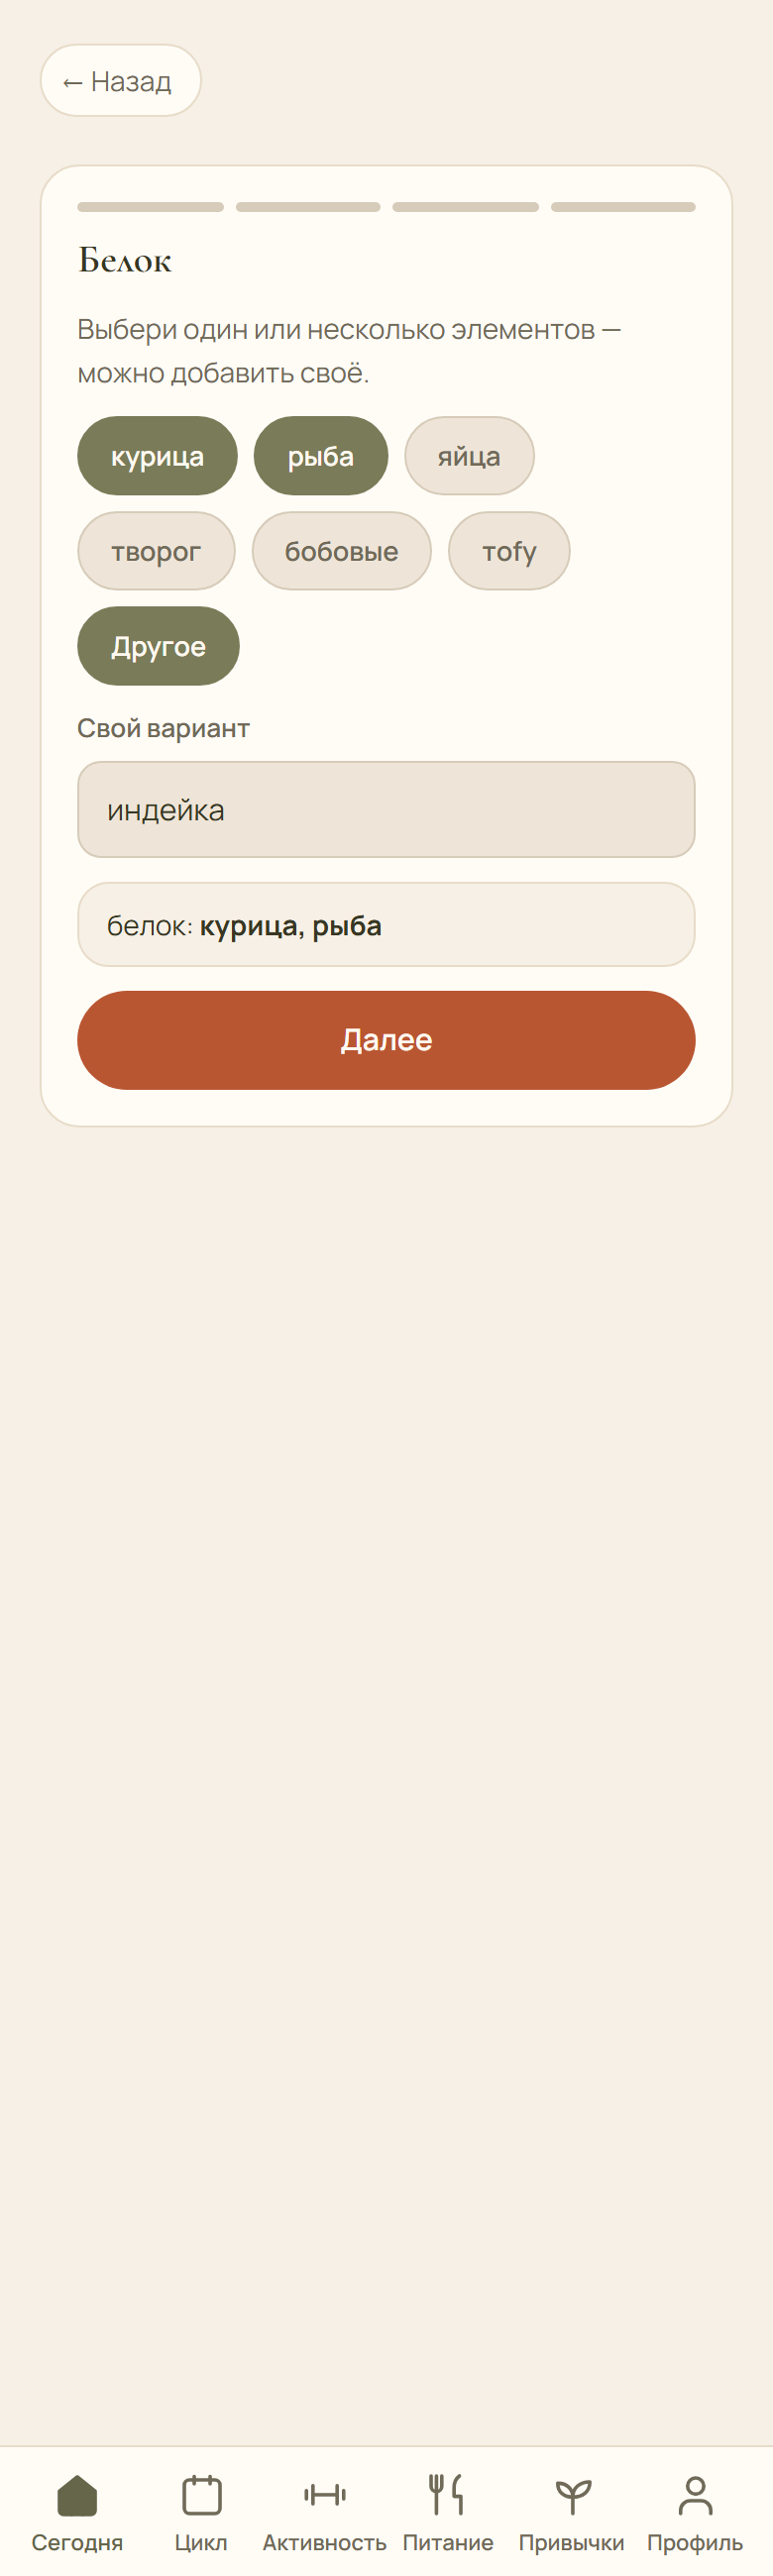 ← Назад
Белок
Выбери один или несколько элементов —
можно добавить своё.
курица рыба яйца
творог бобовые тоfy
Другое
Свой вариант
индейка
белок: курица, рыба
Далее
Сегодня Цикл Активность Питание Привычки Профиль